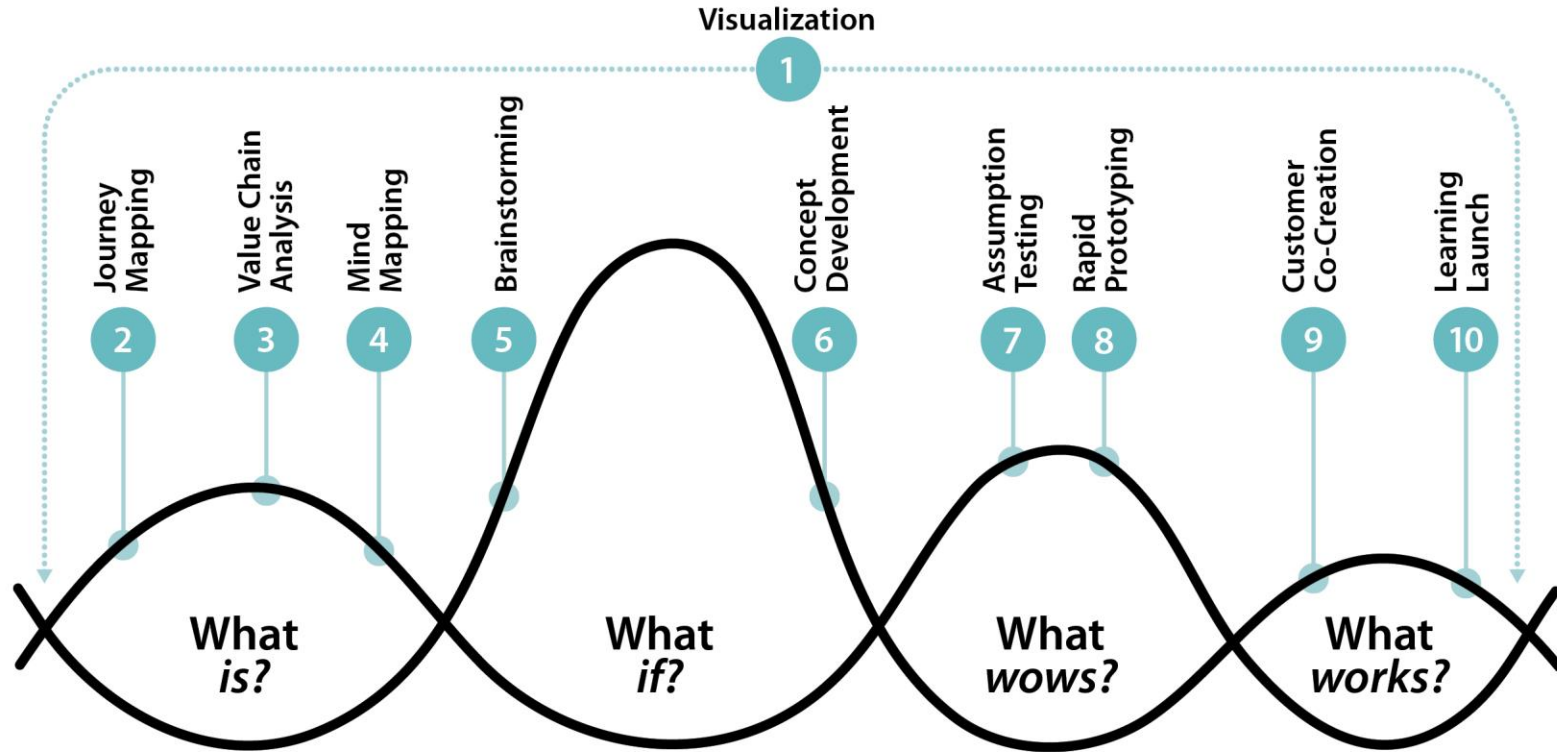 Visualization
1
Journey
Mapping
2
Value Chain
Analysis
3
Mind
Mapping
4
Brainstorming
5
Concept
Development
6
Assumption
Testing
7
Rapid
Prototyping
8
Customer
Co-Creation
9
Learning
Launch
10
What
is?
What
if?
What
wows?
What
works?